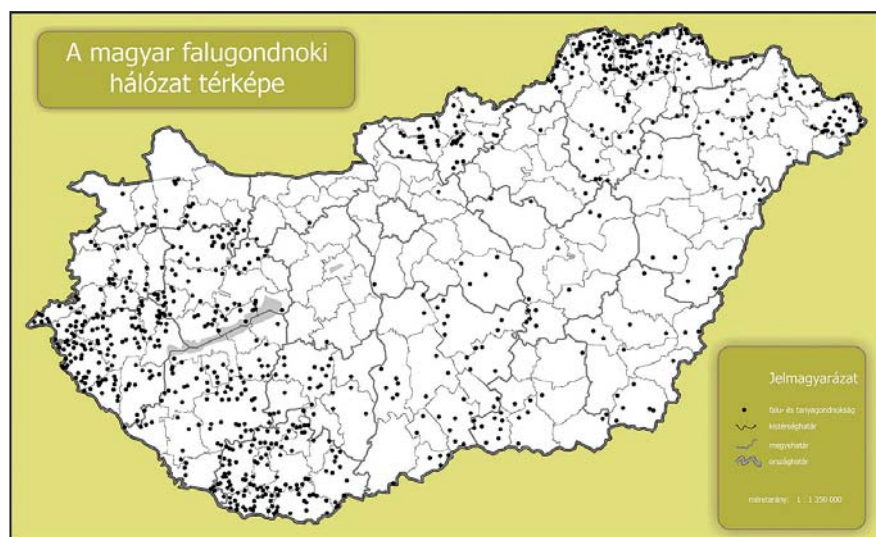 A magyar falugondnoki
hálózat térképe
Jelmagyarázat
falu- és tanyagondnokság
kistérséghatár
megyehatár
országhatár
méretarány: 1 : 1 350 000